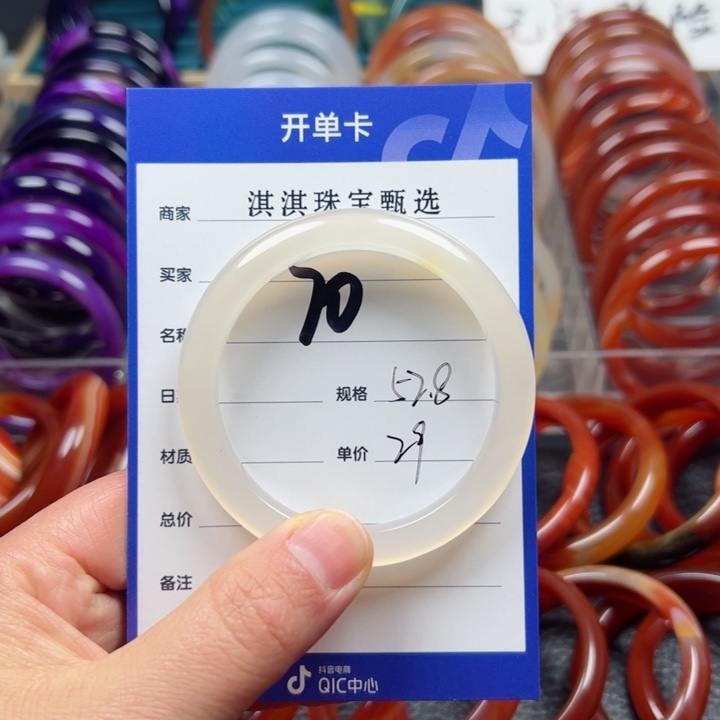 开单卡
商家 淇淇珠宝甄选
买家
70
名称
日
规格 52.8
材质
单价 29
总价
备注
抖音电商
QIC中心